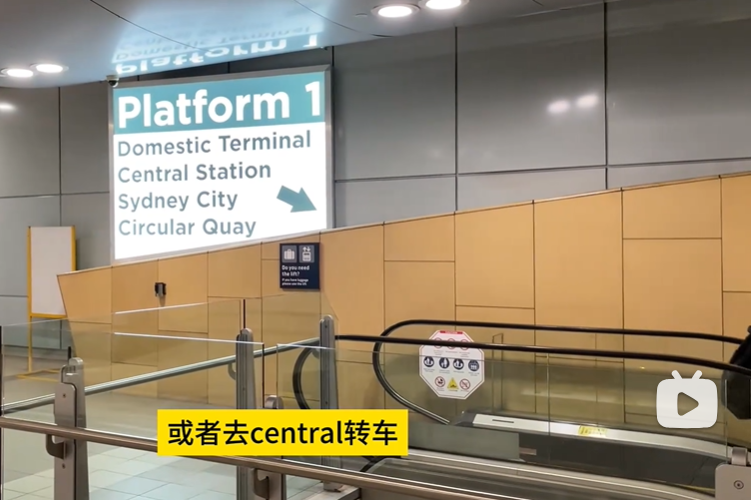 Platform 1
Domestic Terminal
Central Station
Sydney City
Circular Quay
Do you need
the lift?
或者去central转车